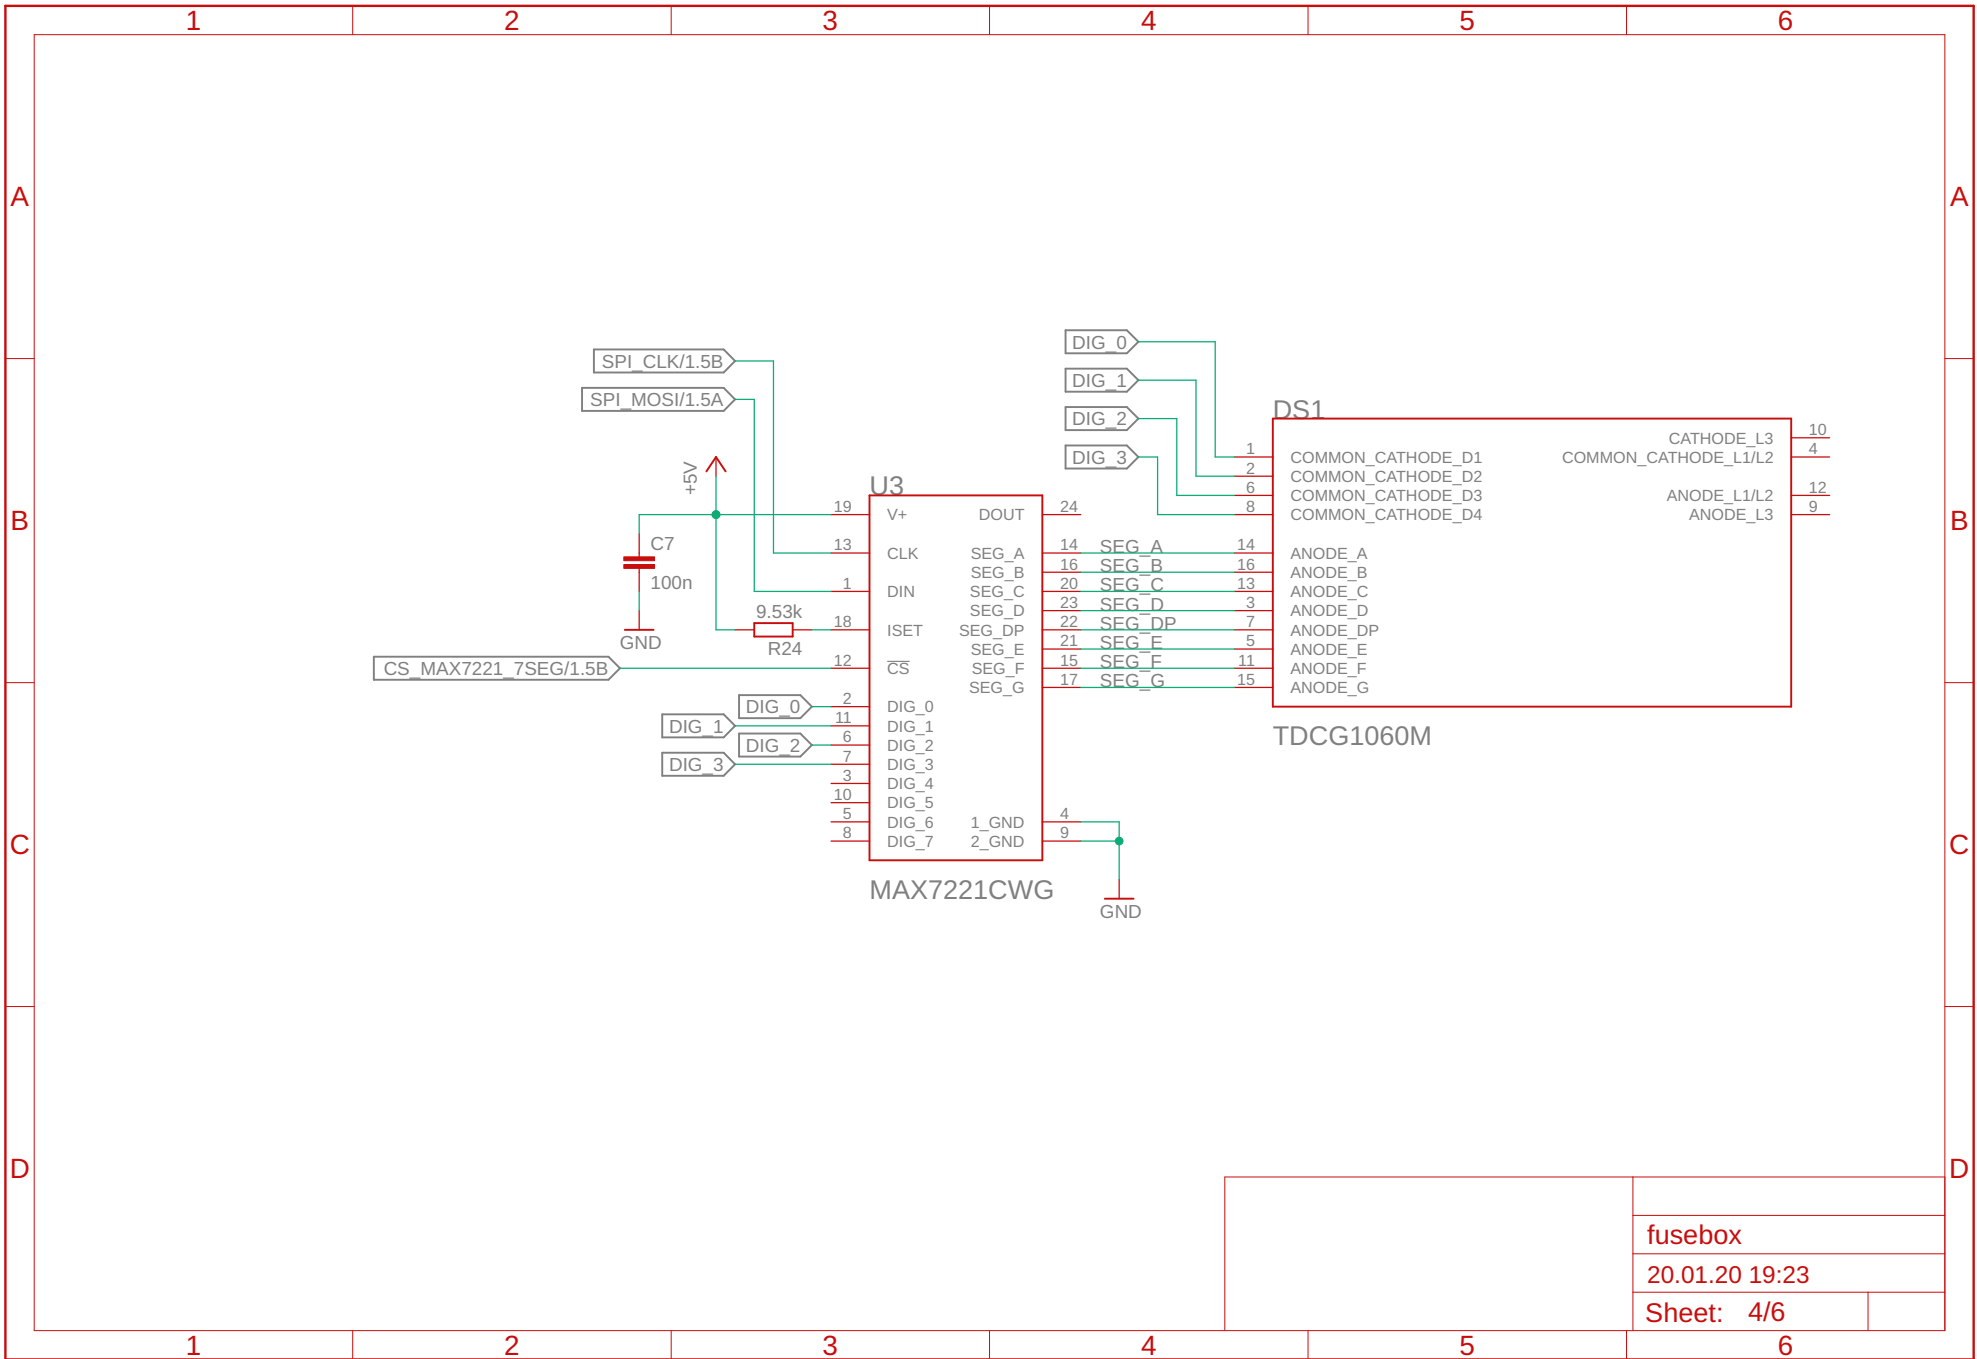 1 2 3 4 5 6
A A
B B
C C
D D
SPI_CLK/1.5B
SPI_MOSI/1.5A
+5V
C7
100n
GND
9.53k
R24
CS_MAX7221_7SEG/1.5B
DIG_0
DIG_1
DIG_2
DIG_3
U3
19 V+
13 CLK
1 DIN
18 ISET
12 CS
2 DIG_0
11 DIG_1
6 DIG_2
7 DIG_3
3 DIG_4
10 DIG_5
5 DIG_6
8 DIG_7
DOUT 24
SEG_A 14 SEG_A
SEG_B 16 SEG_B
SEG_C 20 SEG_C
SEG_D 23 SEG_D
SEG_DP 22 SEG_DP
SEG_E 21 SEG_E
SEG_F 15 SEG_F
SEG_G 17 SEG_G
1_GND 4
2_GND 9
MAX7221CWG
GND
DIG_0
DIG_1
DIG_2
DIG_3
DS1
1 COMMON_CATHODE_D1
2 COMMON_CATHODE_D2
6 COMMON_CATHODE_D3
8 COMMON_CATHODE_D4
14 ANODE_A
16 ANODE_B
13 ANODE_C
3 ANODE_D
7 ANODE_DP
5 ANODE_E
11 ANODE_F
15 ANODE_G
CATHODE_L3 10
COMMON_CATHODE_L1/L2 4
ANODE_L1/L2 12
ANODE_L3 9
TDCG1060M
fusebox
20.01.20 19:23
Sheet: 4/6
1 2 3 4 5 6